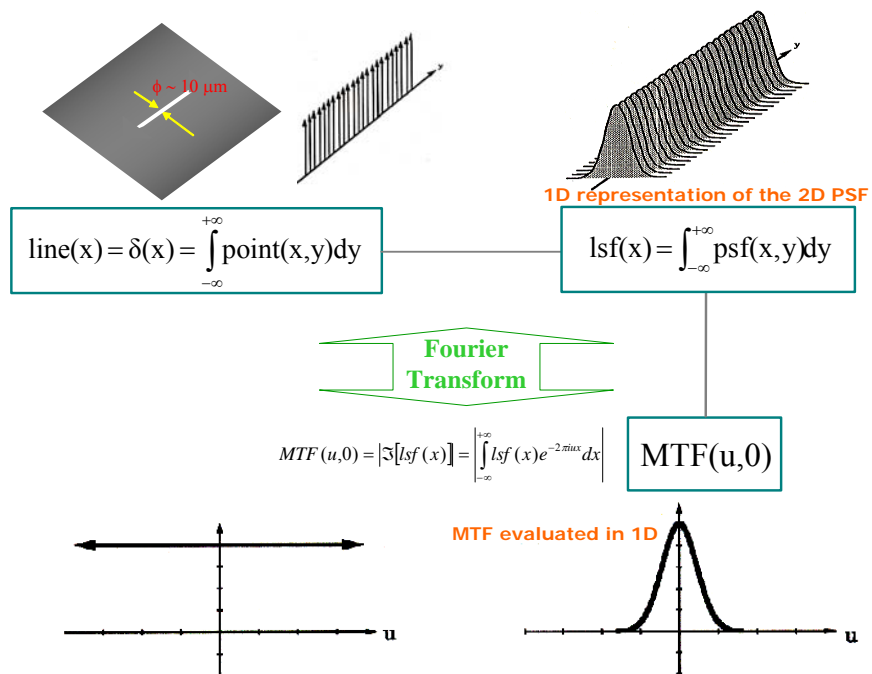 ϕ ~ 10 μm
y
y
1D representation of the 2D PSF
line(x) = δ(x) = ∫_{−∞}^{+∞} point(x,y)dy
lsf(x) = ∫_{−∞}^{+∞} psf(x,y)dy
Fourier
Transform
MTF(u,0) = |ℑ[lsf(x)]| = |∫_{−∞}^{+∞} lsf(x)e^{−2πiux}dx|
MTF(u,0)
MTF evaluated in 1D
u
u